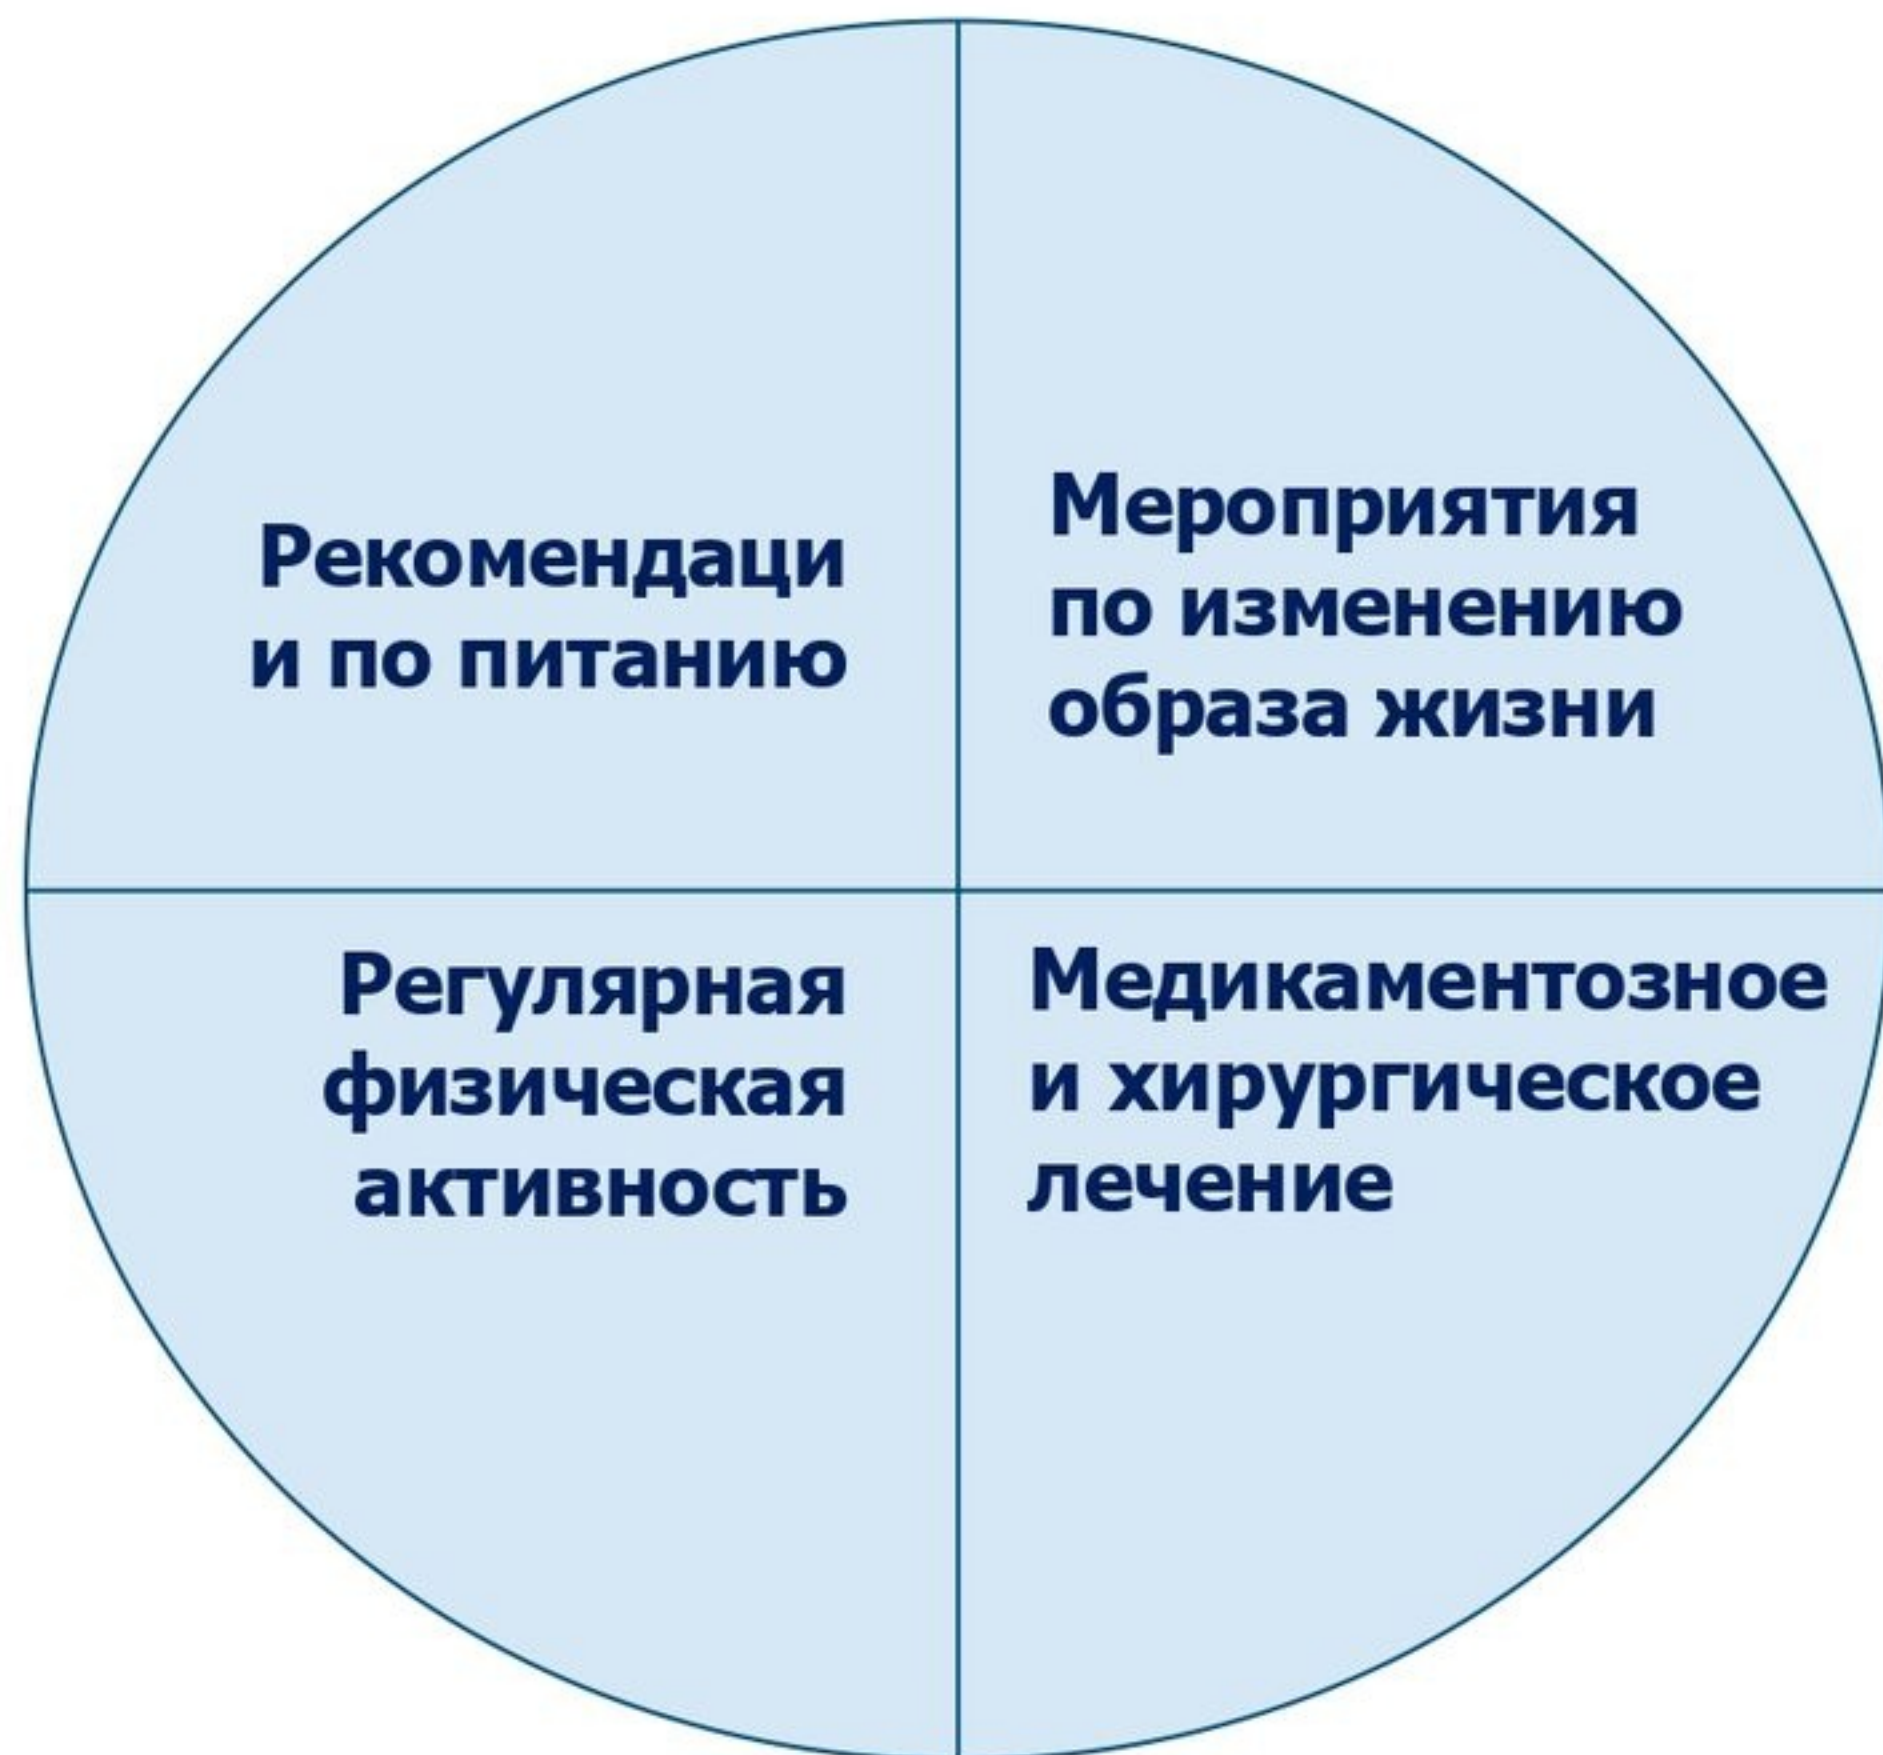 Рекомендаци
и по питанию
Мероприятия
по изменению
образа жизни
Регулярная
физическая
активность
Медикаментозное
и хирургическое
лечение